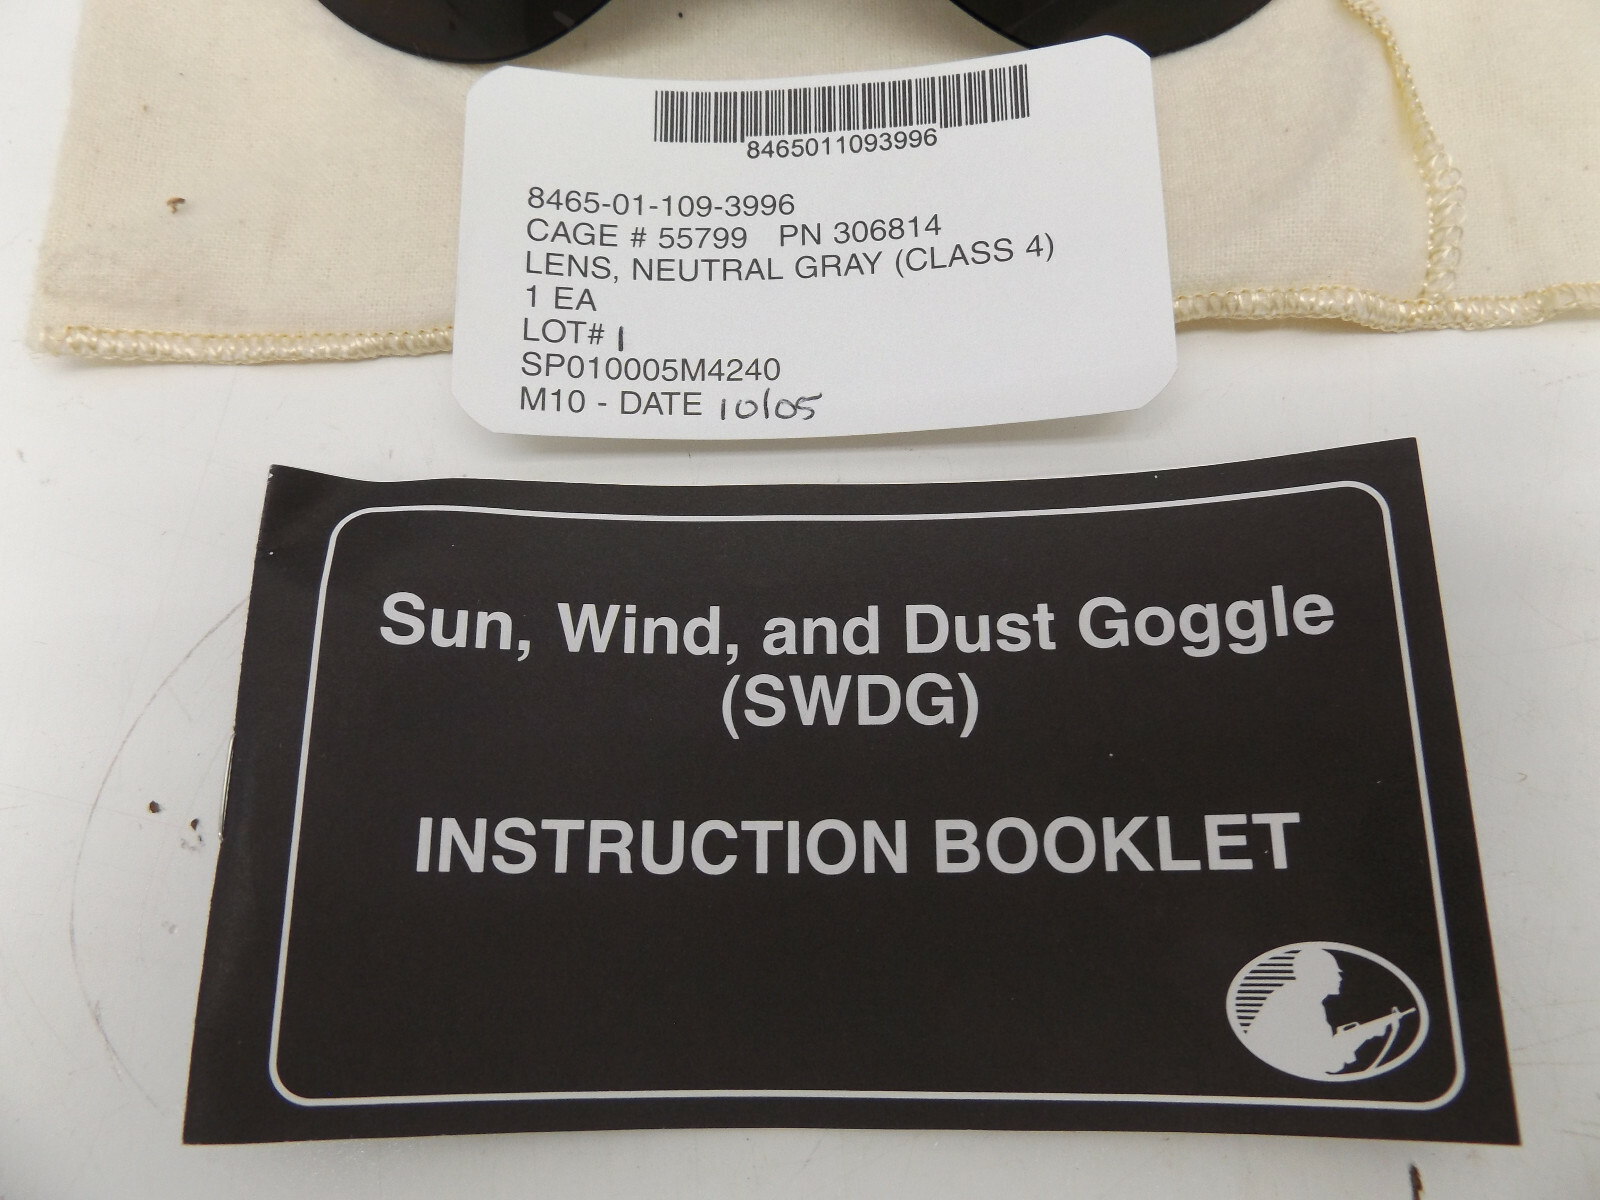 8465011093996
8465-01-109-3996
CAGE # 55799 PN 306814
LENS, NEUTRAL GRAY (CLASS 4)
1 EA
LOT# 1
SP010005M4240
M10 - DATE 10/05
Sun, Wind, and Dust Goggle
(SWDG)
INSTRUCTION BOOKLET